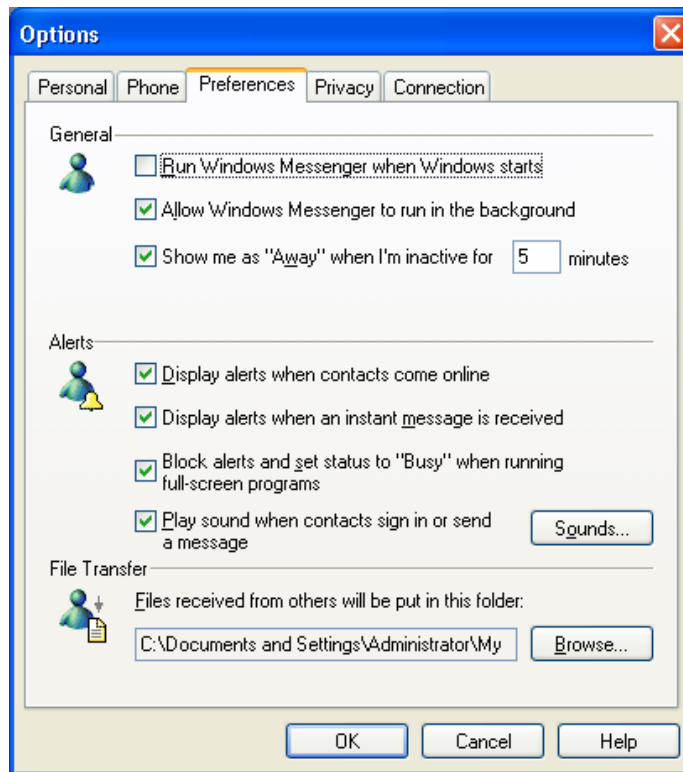 Options
Personal Phone Preferences Privacy Connection
General
Run Windows Messenger when Windows starts
Allow Windows Messenger to run in the background
Show me as "Away" when I'm inactive for 5 minutes
Alerts
Display alerts when contacts come online
Display alerts when an instant message is received
Block alerts and set status to "Busy" when running
full-screen programs
Play sound when contacts sign in or send
a message
Sounds...
File Transfer
Files received from others will be put in this folder:
C:\Documents and Settings\Administrator\My Browse...
OK Cancel Help